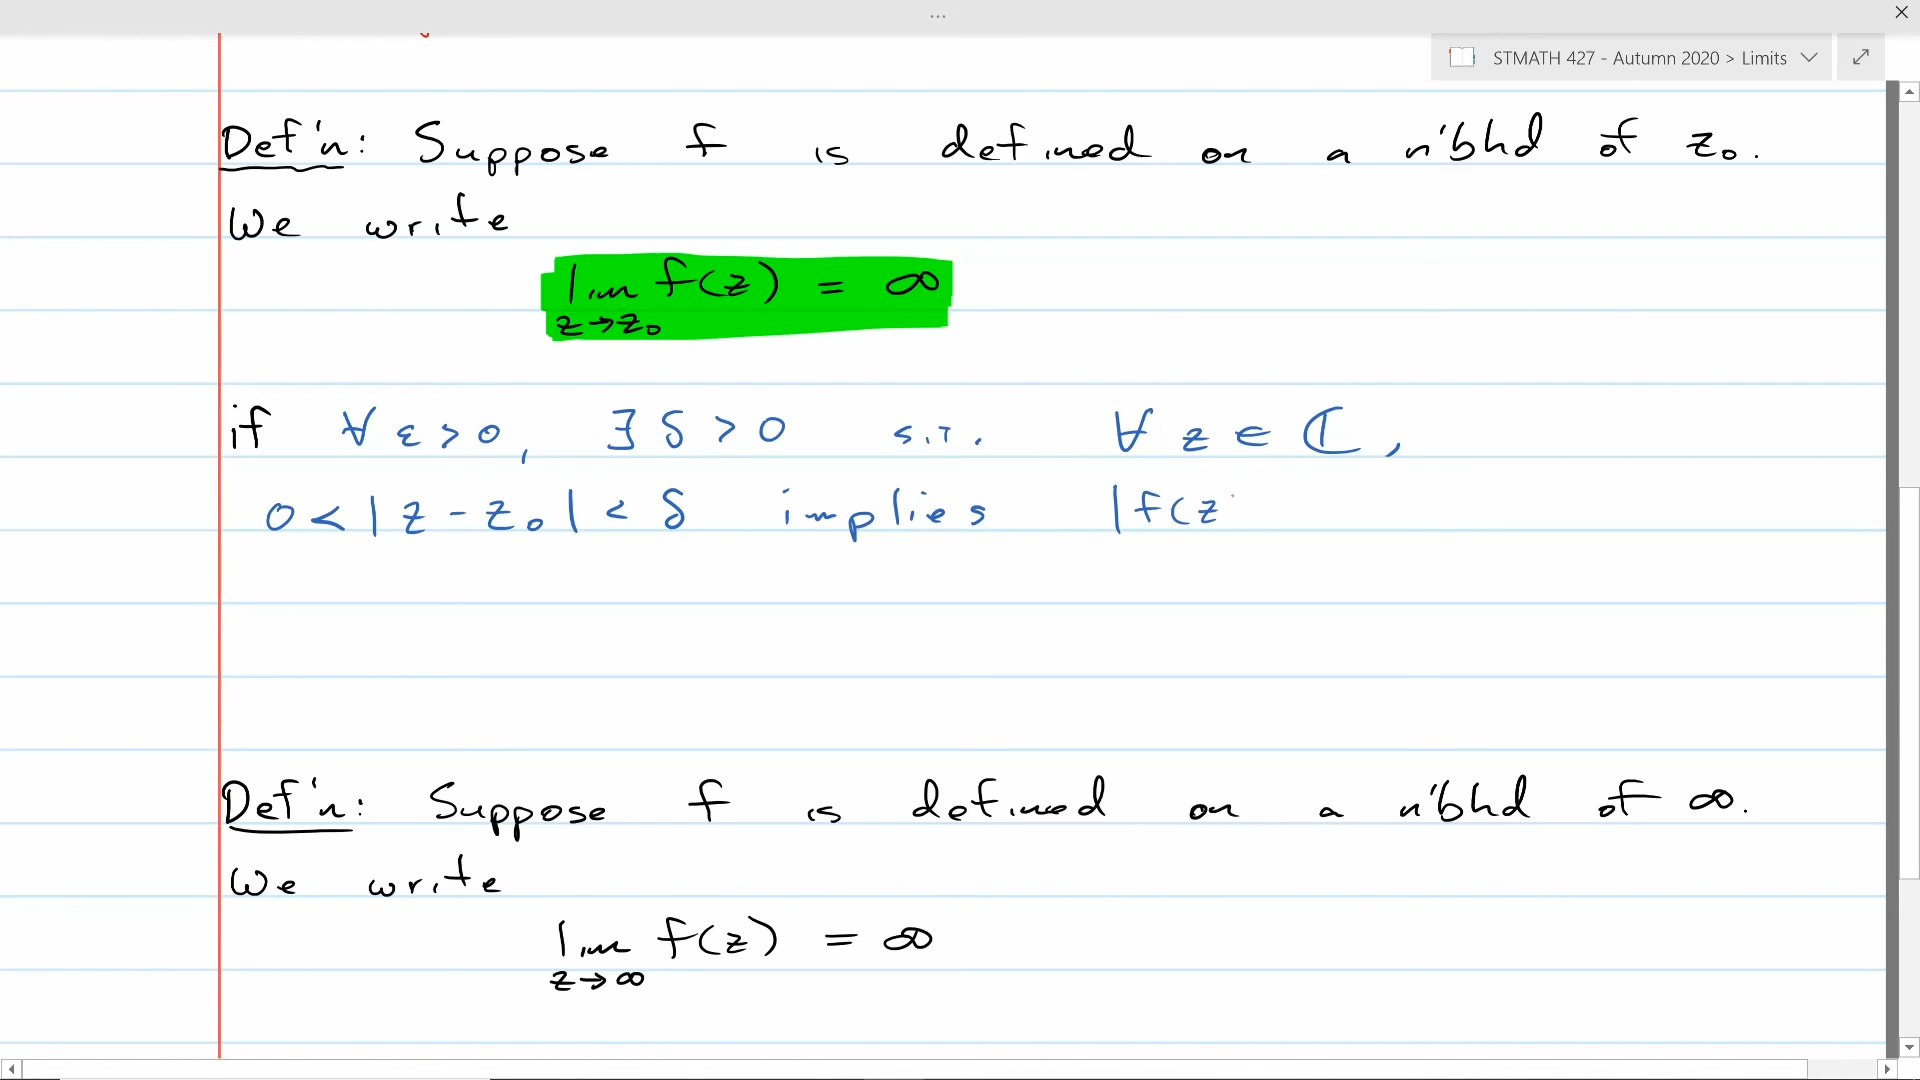 ...
STMATH 427 - Autumn 2020 > Limits
Def'n: Suppose f is defined on a n'bhd of z₀.
We write
lim f(z) = ∞
z→z₀
if ∀ ε > 0, ∃ δ > 0 s.t. ∀ z ∈ ℂ,
0 < |z - z₀| < δ implies |f(z
Def'n: Suppose f is defined on a n'bhd of ∞.
We write
lim f(z) = ∞
z→∞